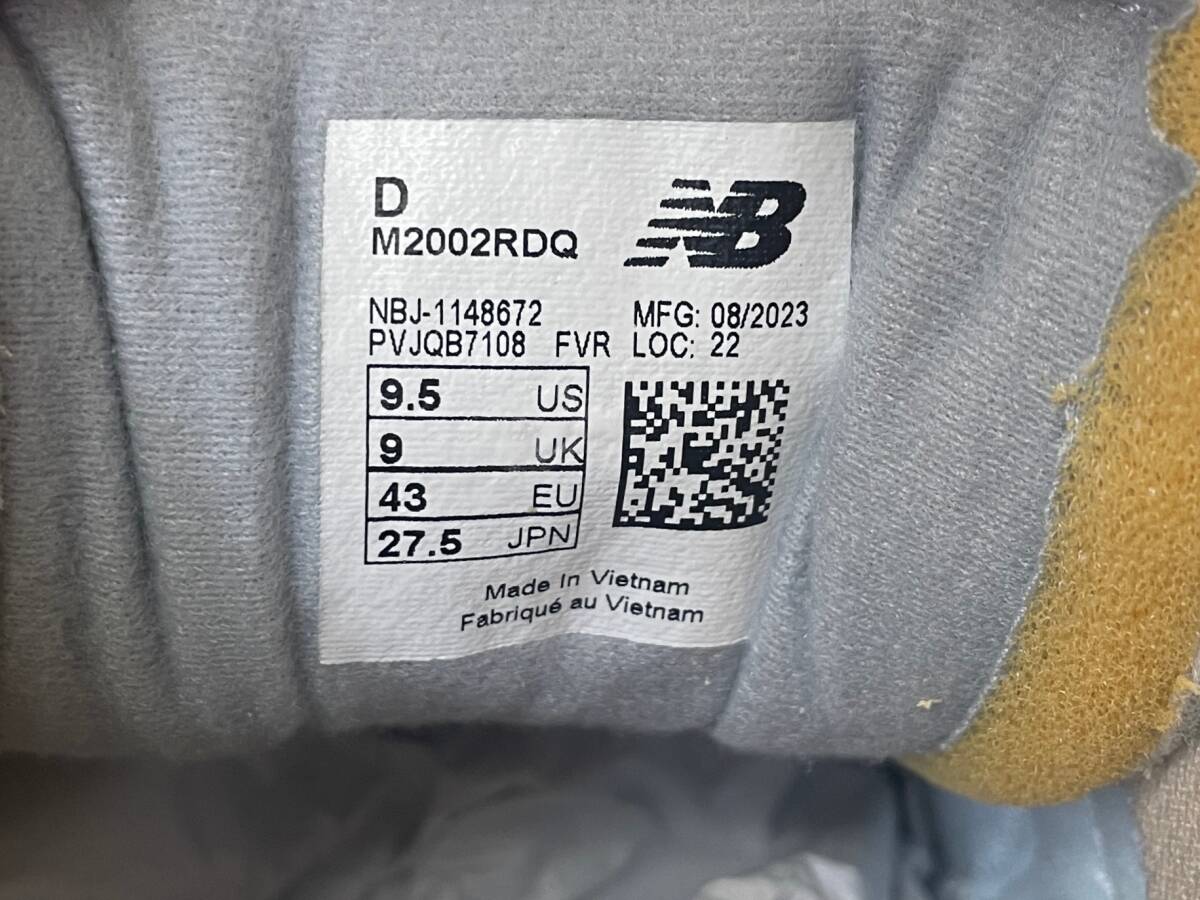 D
M2002RDQ
NB
NBJ-1148672 MFG: 08/2023
PVJQB7108 FVR LOC: 22
9.5 US
9 UK
43 EU
27.5 JPN
Made In Vietnam
Fabriqué au Vietnam